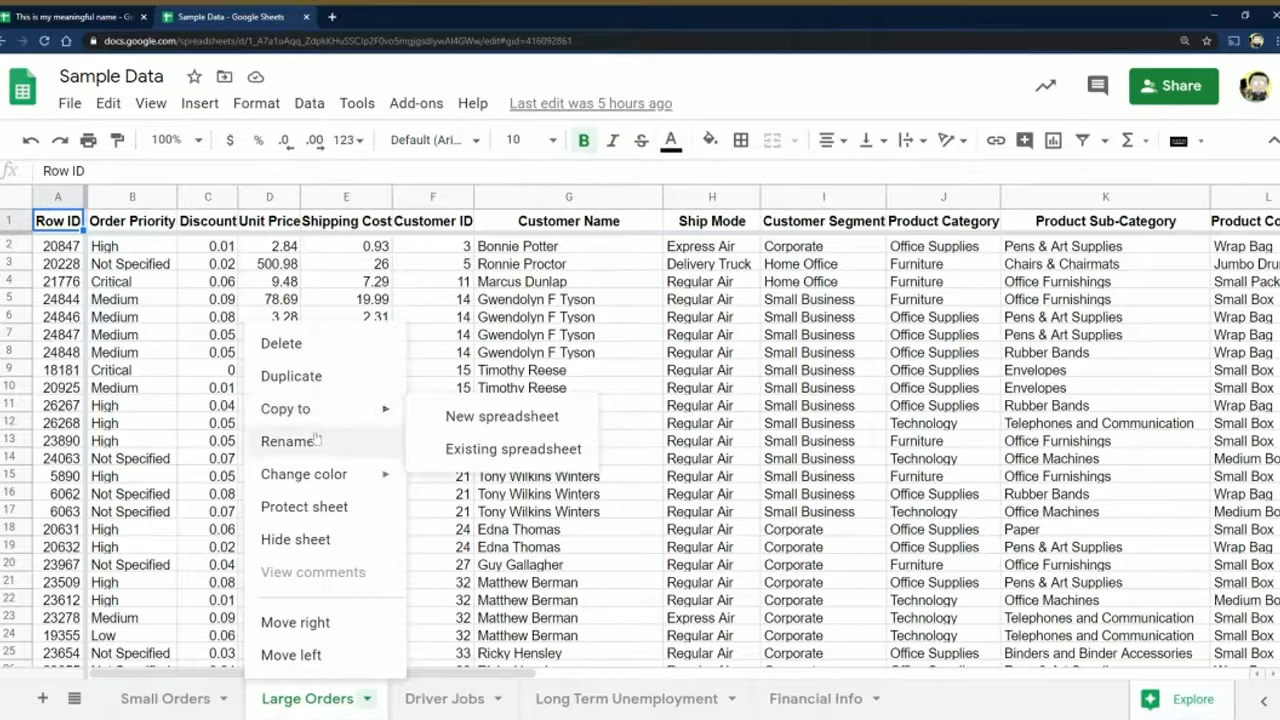 This is my meaningful name - Go
Sample Data - Google Sheets
Sample Data
File Edit View Insert Format Data Tools Add-ons Help Last edit was 5 hours ago
Share
100% $ % .0 .00 123 Default (Ari... 10 B I S A
fx Row ID
A B C D E F G H I J K L
1 Row ID Order Priority Discount Unit Price Shipping Cost Customer ID Customer Name Ship Mode Customer Segment Product Category Product Sub-Category Product Co
2 20847 High 0.01 2.84 0.93 3 Bonnie Potter Express Air Corporate Office Supplies Pens & Art Supplies Wrap Bag
3 20228 Not Specified 0.02 500.98 26 5 Ronnie Proctor Delivery Truck Home Office Furniture Chairs & Chairmats Jumbo Dru
4 21776 Critical 0.06 9.48 7.29 11 Marcus Dunlap Regular Air Home Office Furniture Office Furnishings Small Pack
5 24844 Medium 0.09 78.69 19.99 14 Gwendolyn F Tyson Regular Air Small Business Furniture Office Furnishings Small Box
6 24846 Medium 0.08 3.28 2.31 14 Gwendolyn F Tyson Regular Air Small Business Office Supplies Pens & Art Supplies Wrap Bag
7 24847 Medium 0.05 14 Gwendolyn F Tyson Regular Air Small Business Office Supplies Pens & Art Supplies Wrap Bag
8 24848 Medium 0.05 14 Gwendolyn F Tyson Regular Air Small Business Office Supplies Rubber Bands Wrap Bag
9 18181 Critical 0 15 Timothy Reese Regular Air Small Business Office Supplies Envelopes Small Box
10 20925 Medium 0.01 15 Timothy Reese Regular Air Small Business Office Supplies Envelopes Small Box
11 26267 High 0.04 Regular Air Small Business Office Supplies Pens & Art Supplies Wrap Bag
12 26268 High 0.05 Regular Air Small Business Technology Telephones and Communication Small Box
13 23890 High 0.05 Regular Air Small Business Furniture Office Furnishings Small Box
14 24063 Not Specified 0.07 Regular Air Small Business Technology Office Machines Medium Bo
15 5890 High 0.05 21 Tony Wilkins Winters Regular Air Small Business Furniture Office Furnishings Small Box
16 6062 Not Specified 0.08 21 Tony Wilkins Winters Regular Air Small Business Office Supplies Rubber Bands Wrap Bag
17 6063 Not Specified 0.07 21 Tony Wilkins Winters Regular Air Small Business Technology Office Machines Medium Bo
18 20631 High 0.06 24 Edna Thomas Regular Air Corporate Office Supplies Paper Small Box
19 20632 High 0.02 24 Edna Thomas Regular Air Corporate Office Supplies Pens & Art Supplies Wrap Bag
20 23967 Not Specified 0.04 27 Guy Gallagher Regular Air Corporate Furniture Office Furnishings Small Box
21 23509 High 0.08 32 Matthew Berman Regular Air Corporate Office Supplies Pens & Art Supplies Wrap Bag
22 23612 High 0.01 32 Matthew Berman Regular Air Corporate Technology Office Machines Medium Bo
23 23278 Medium 0.09 32 Matthew Berman Express Air Corporate Technology Telephones and Communication Small Box
24 19355 Low 0.06 32 Matthew Berman Regular Air Corporate Technology Telephones and Communication Small Box
25 23654 Not Specified 0.03 33 Ricky Hensley Regular Air Corporate Office Supplies Binders and Binder Accessories Small Box
Delete
Duplicate
Copy to
Rename
Change color
Protect sheet
Hide sheet
View comments
Move right
Move left
New spreadsheet
Existing spreadsheet
Small Orders Large Orders Driver Jobs Long Term Unemployment Financial Info Explore